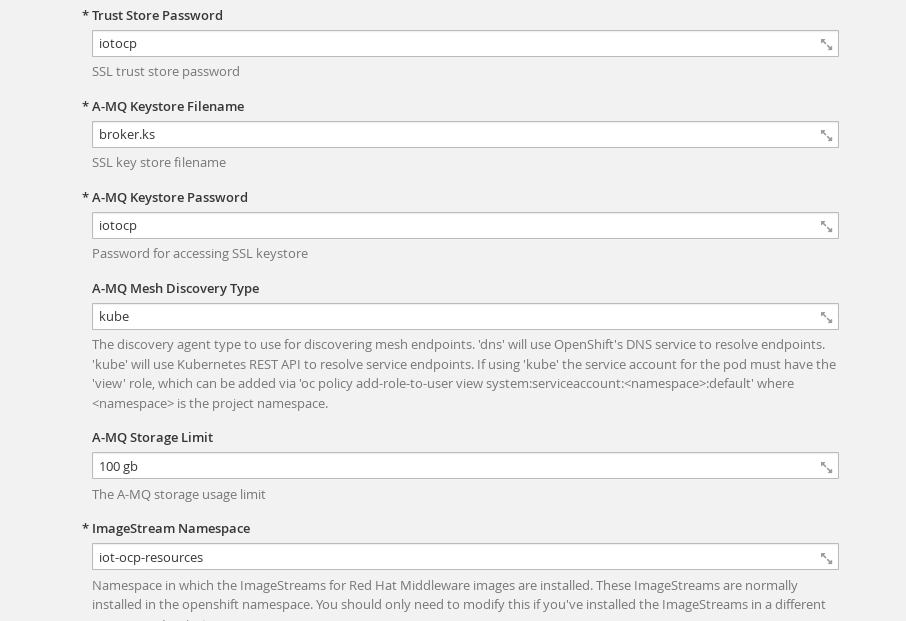 * Trust Store Password
iotocp
SSL trust store password
* A-MQ Keystore Filename
broker.ks
SSL key store filename
* A-MQ Keystore Password
iotocp
Password for accessing SSL keystore
A-MQ Mesh Discovery Type
kube
The discovery agent type to use for discovering mesh endpoints. 'dns' will use OpenShift's DNS service to resolve endpoints.
'kube' will use Kubernetes REST API to resolve service endpoints. If using 'kube' the service account for the pod must have the
'view' role, which can be added via 'oc policy add-role-to-user view system:serviceaccount:<namespace>:default' where
<namespace> is the project namespace.
A-MQ Storage Limit
100 gb
The A-MQ storage usage limit
* ImageStream Namespace
iot-ocp-resources
Namespace in which the ImageStreams for Red Hat Middleware images are installed. These ImageStreams are normally
installed in the openshift namespace. You should only need to modify this if you've installed the ImageStreams in a different